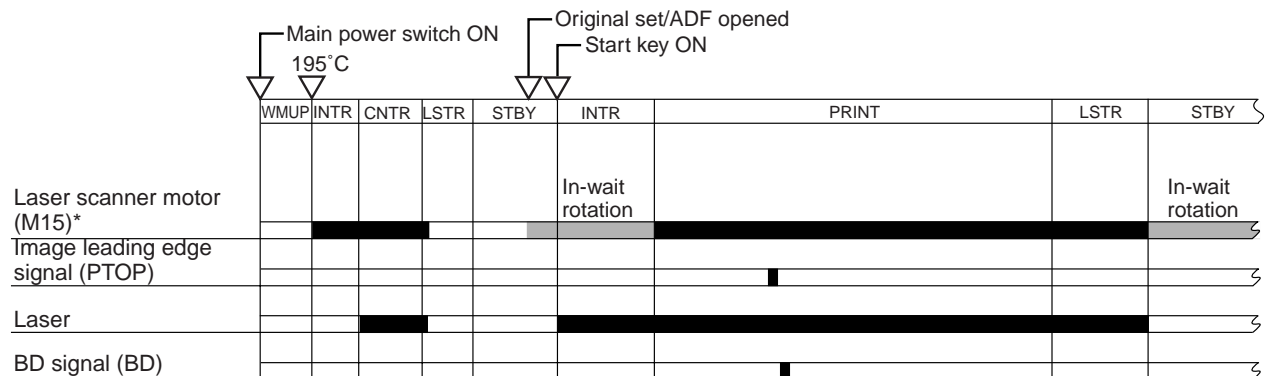 Original set/ADF opened
Main power switch ON
Start key ON
195˚C
WMUP INTR CNTR LSTR STBY INTR PRINT LSTR STBY
Laser scanner motor
(M15)*
In-wait
rotation
In-wait
rotation
Image leading edge
signal (PTOP)
Laser
BD signal (BD)